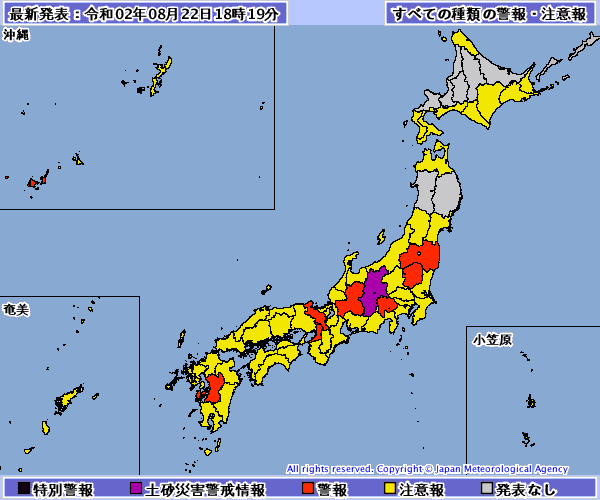 最新発表：令和02年08月22日18時19分
すべての種類の警報・注意報
沖縄
奄美
小笠原
All rights reserved. Copyright © Japan Meteorological Agency
特別警報 土砂災害警戒情報 警報 注意報 発表なし